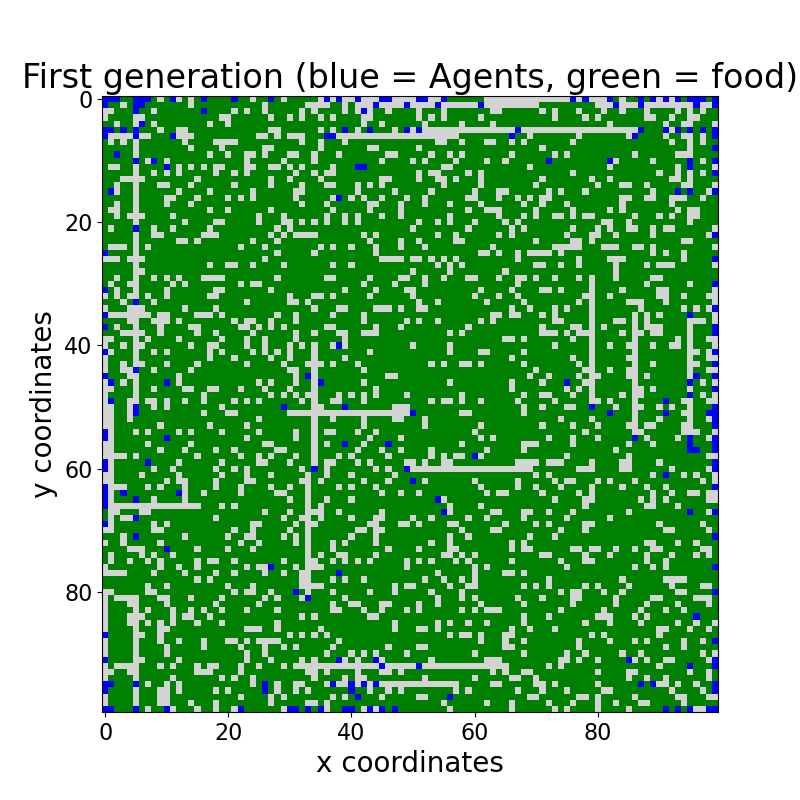 First generation (blue = Agents, green = food)
0
20
40
60
80
y coordinates
0 20 40 60 80
x coordinates